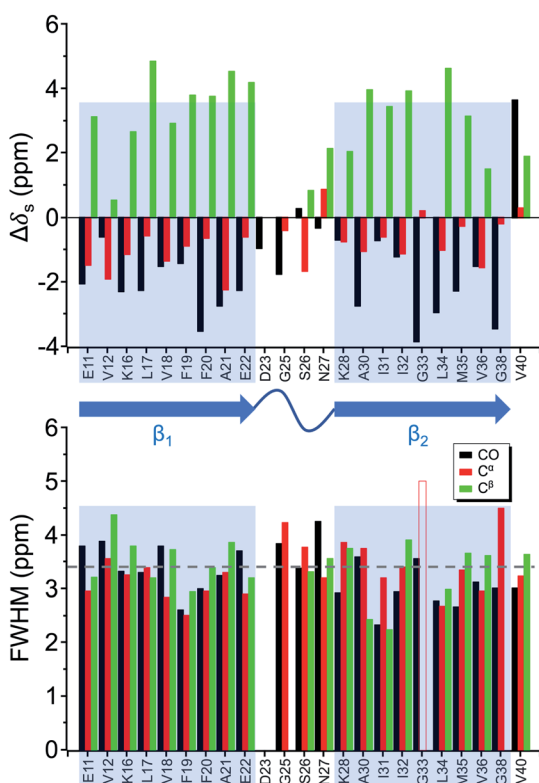 6
4
2
0
-2
-4
Δδs (ppm)
E11 V12 K16 L17 V18 F19 F20 A21 E22 D23 G25 S26 N27 K28 A30 I31 I32 G33 L34 M35 V36 G38 V40
β1 β2
CO
Cα
Cβ
6
5
4
3
2
1
0
FWHM (ppm)
E11 V12 K16 L17 V18 F19 F20 A21 E22 D23 G25 S26 N27 K28 A30 I31 I32 G33 L34 M35 V36 G38 V40